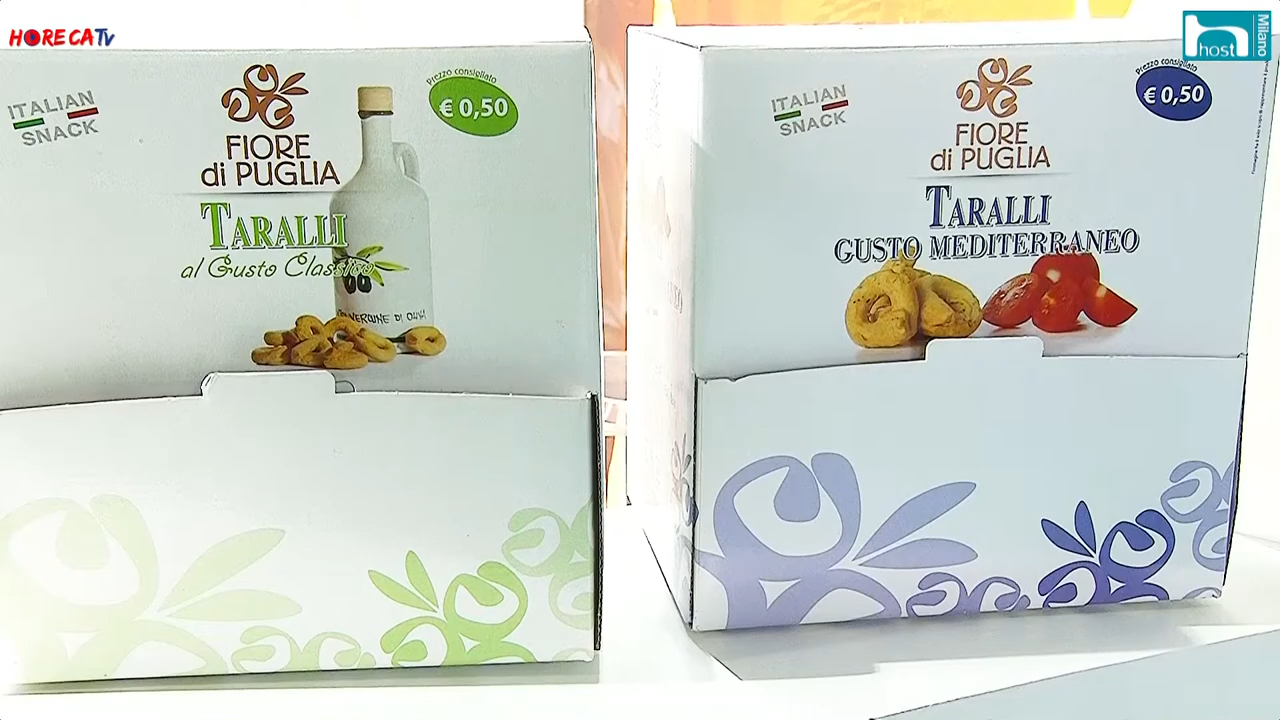 HORECATV
host
Milano
ITALIAN
SNACK
FIORE
di PUGLIA
Prezzo consigliato
€ 0,50
TARALLI
al Gusto Classico
ITALIAN
SNACK
FIORE
di PUGLIA
Prezzo consigliato
€ 0,50
TARALLI
GUSTO MEDITERRANEO